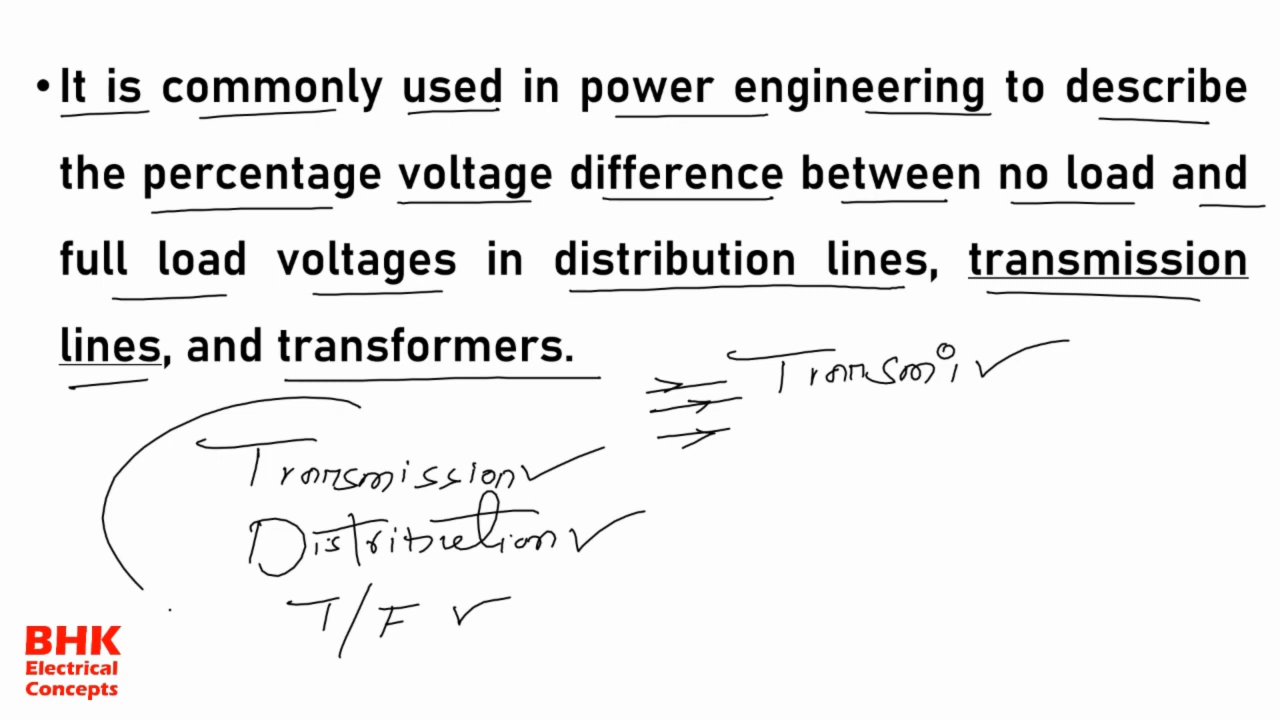 • It is commonly used in power engineering to describe
the percentage voltage difference between no load and
full load voltages in distribution lines, transmission
lines, and transformers.
Transmi ✓
Transmission ✓
Distribution ✓
T/F ✓
BHK
Electrical
Concepts